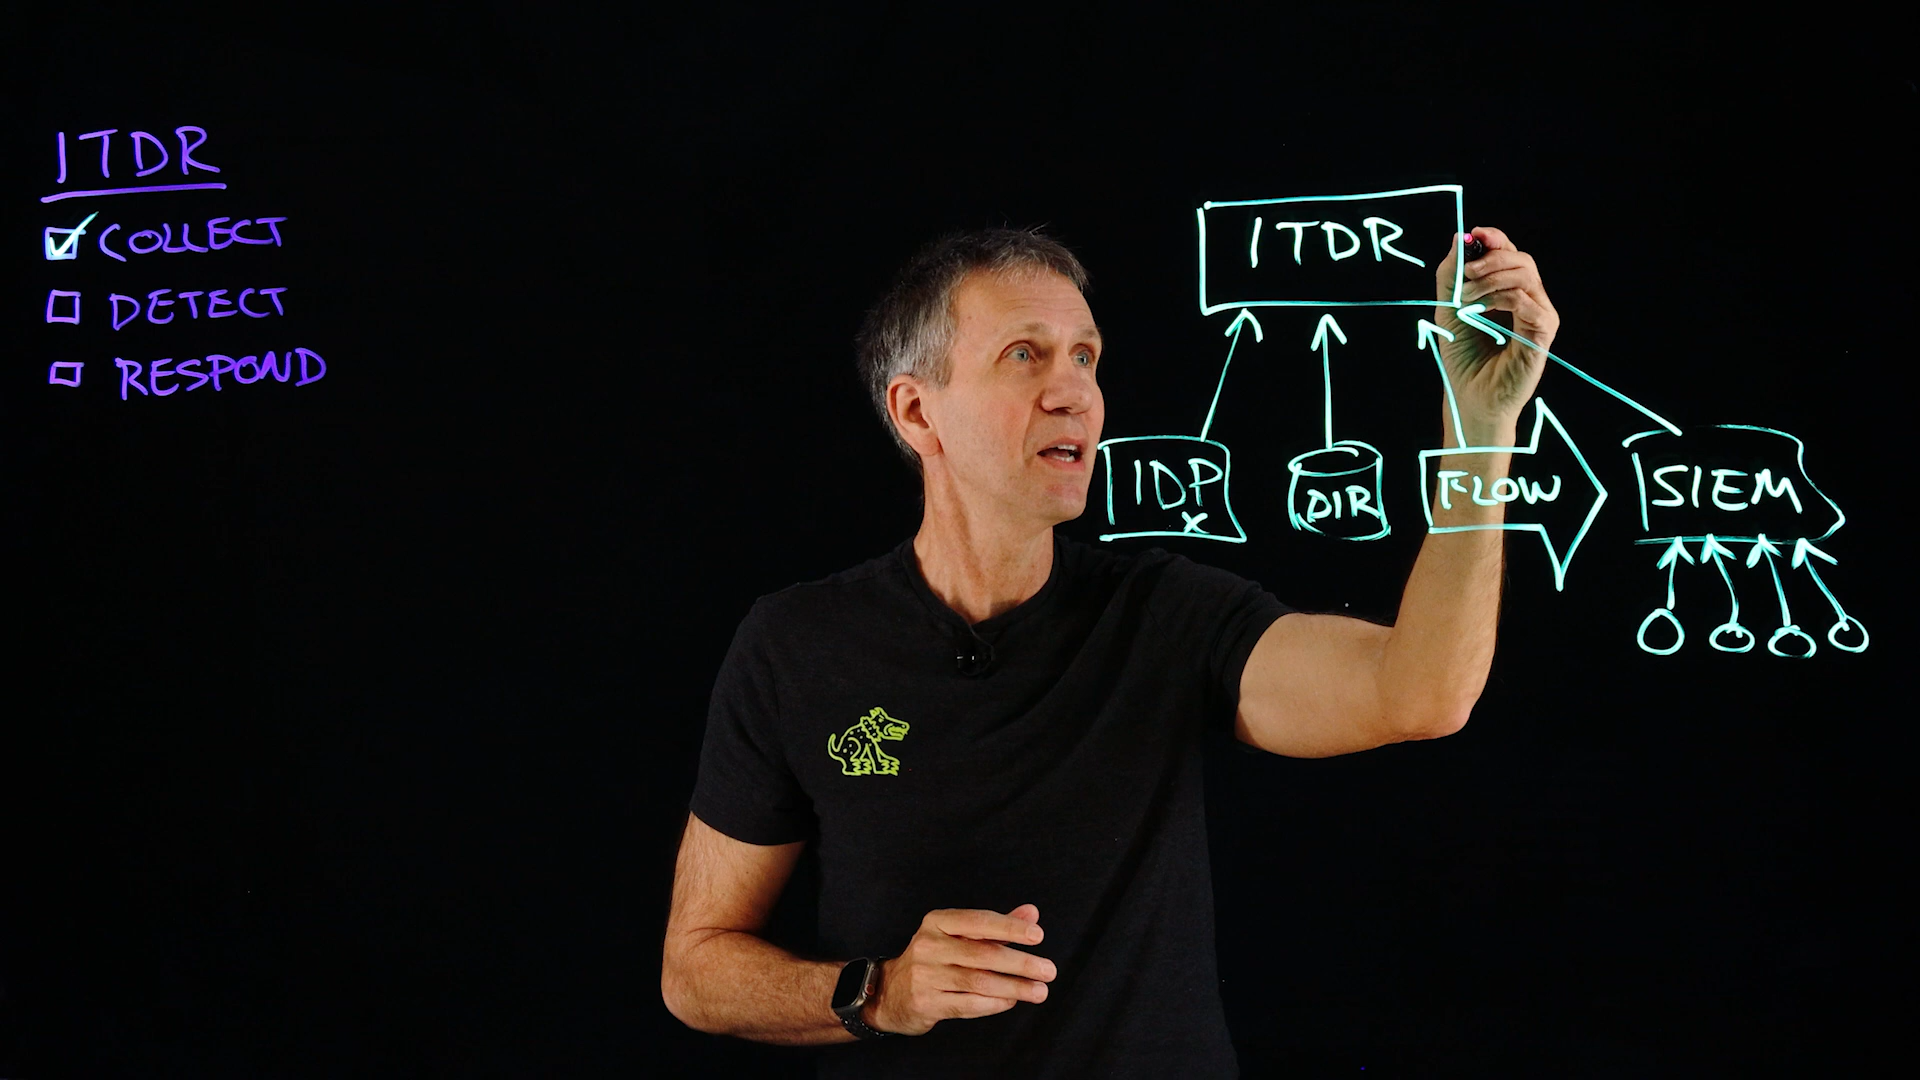 ITDR
☑ COLLECT
☐ DETECT
☐ RESPOND
ITDR
IDP
X
DIR
FLOW
SIEM